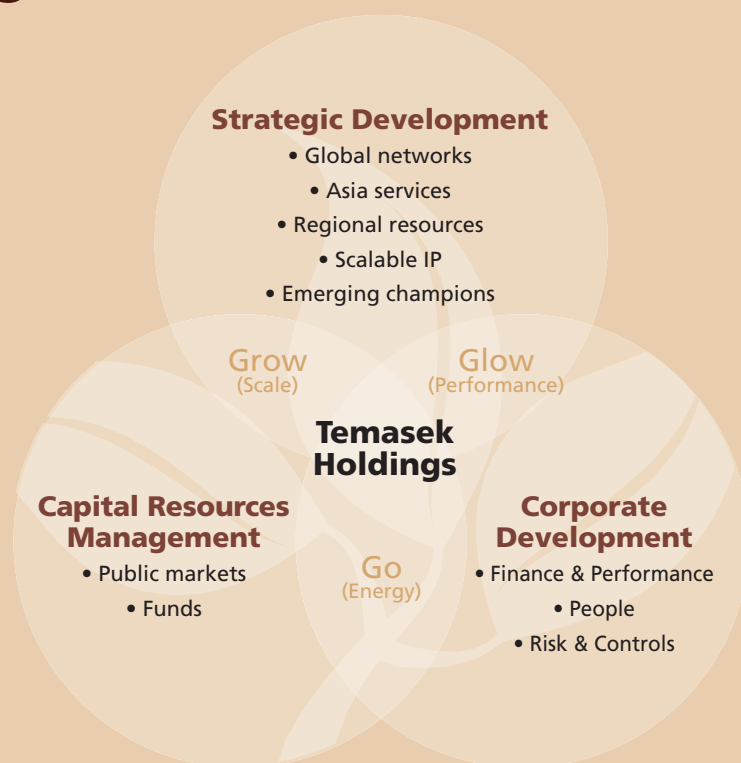 Strategic Development
• Global networks
• Asia services
• Regional resources
• Scalable IP
• Emerging champions
Grow
(Scale)
Glow
(Performance)
Temasek
Holdings
Capital Resources
Management
• Public markets
• Funds
Corporate
Development
• Finance & Performance
• People
• Risk & Controls
Go
(Energy)